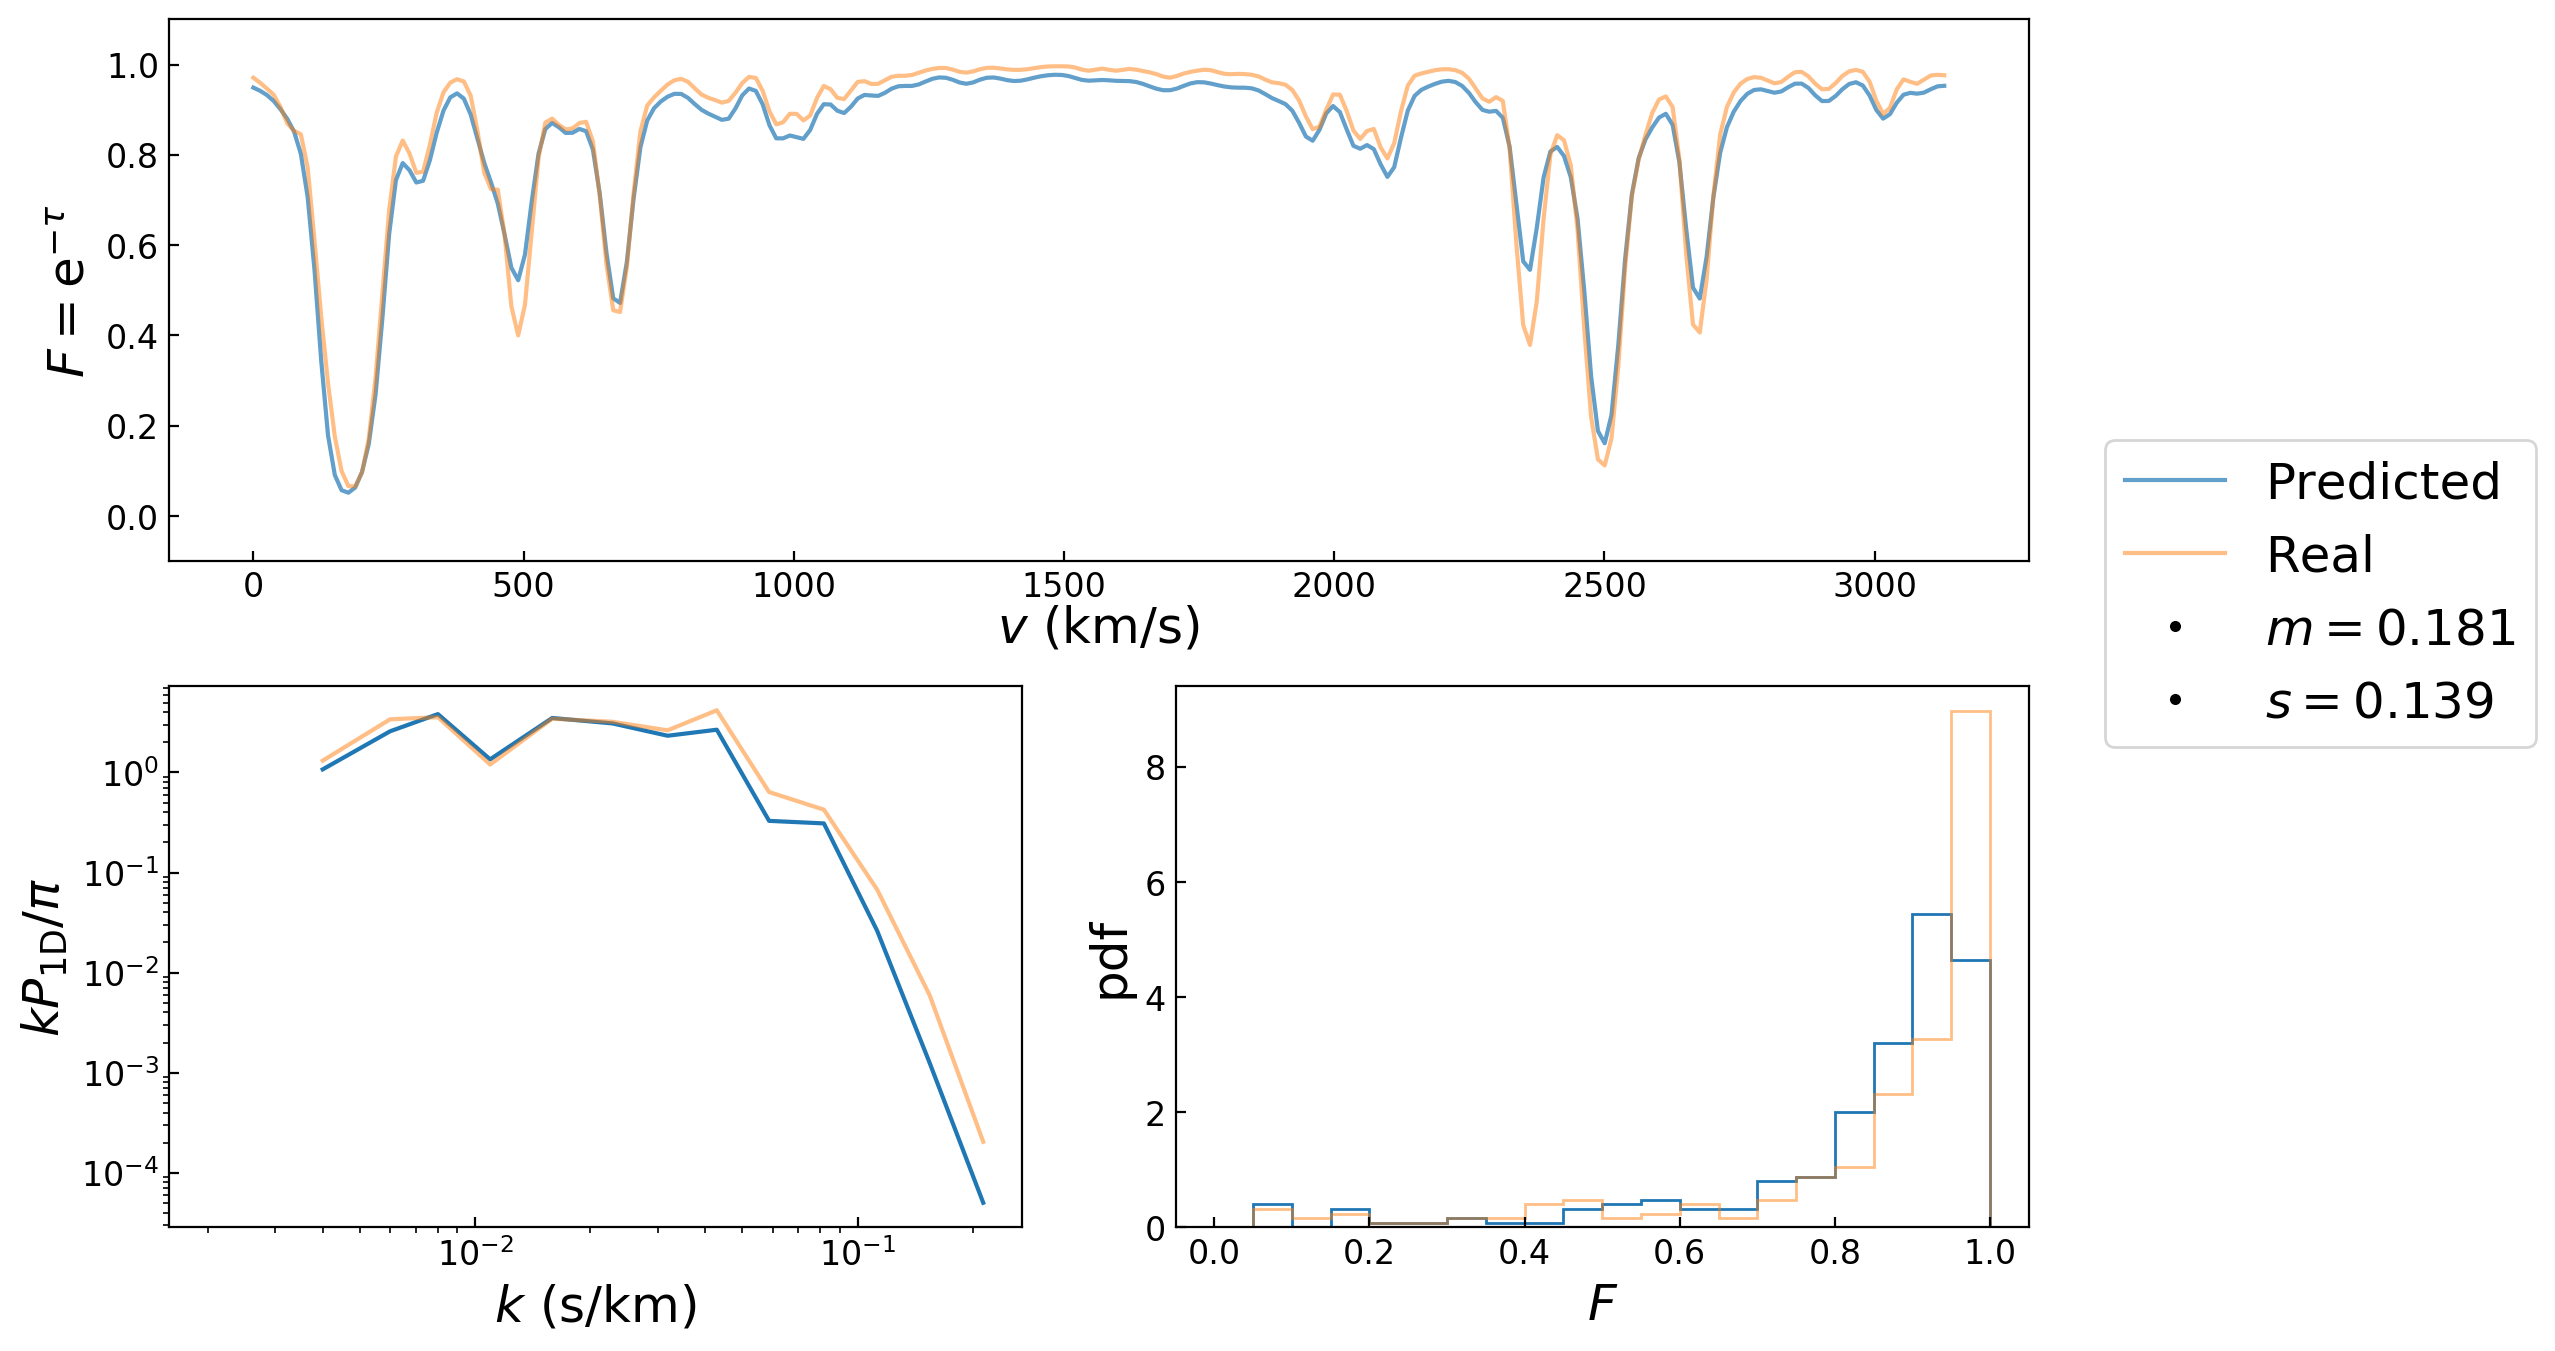 1.0
0.8
0.6
0.4
0.2
0.0
F = e^{-τ}
0 500 1000 1500 2000 2500 3000
v (km/s)
Predicted
Real
m = 0.181
s = 0.139
10^0
10^{-1}
10^{-2}
10^{-3}
10^{-4}
kP_{1D}/π
10^{-2} 10^{-1}
k (s/km)
8
6
4
2
0
pdf
0.0 0.2 0.4 0.6 0.8 1.0
F